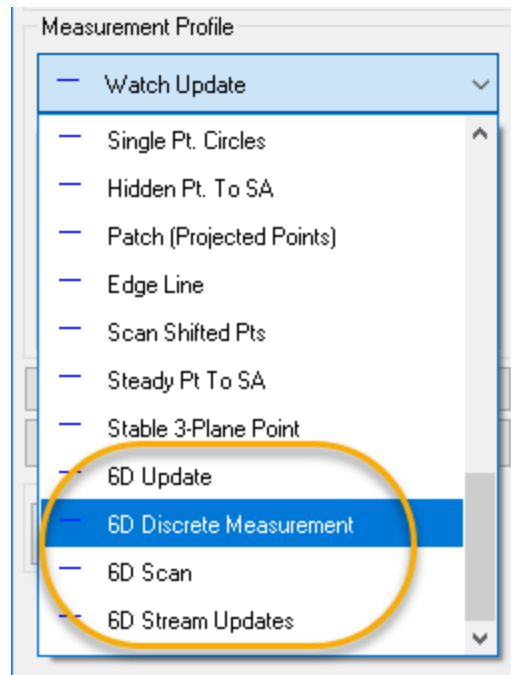 Measurement Profile
Watch Update
Single Pt. Circles
Hidden Pt. To SA
Patch (Projected Points)
Edge Line
Scan Shifted Pts
Steady Pt To SA
Stable 3-Plane Point
6D Update
6D Discrete Measurement
6D Scan
6D Stream Updates